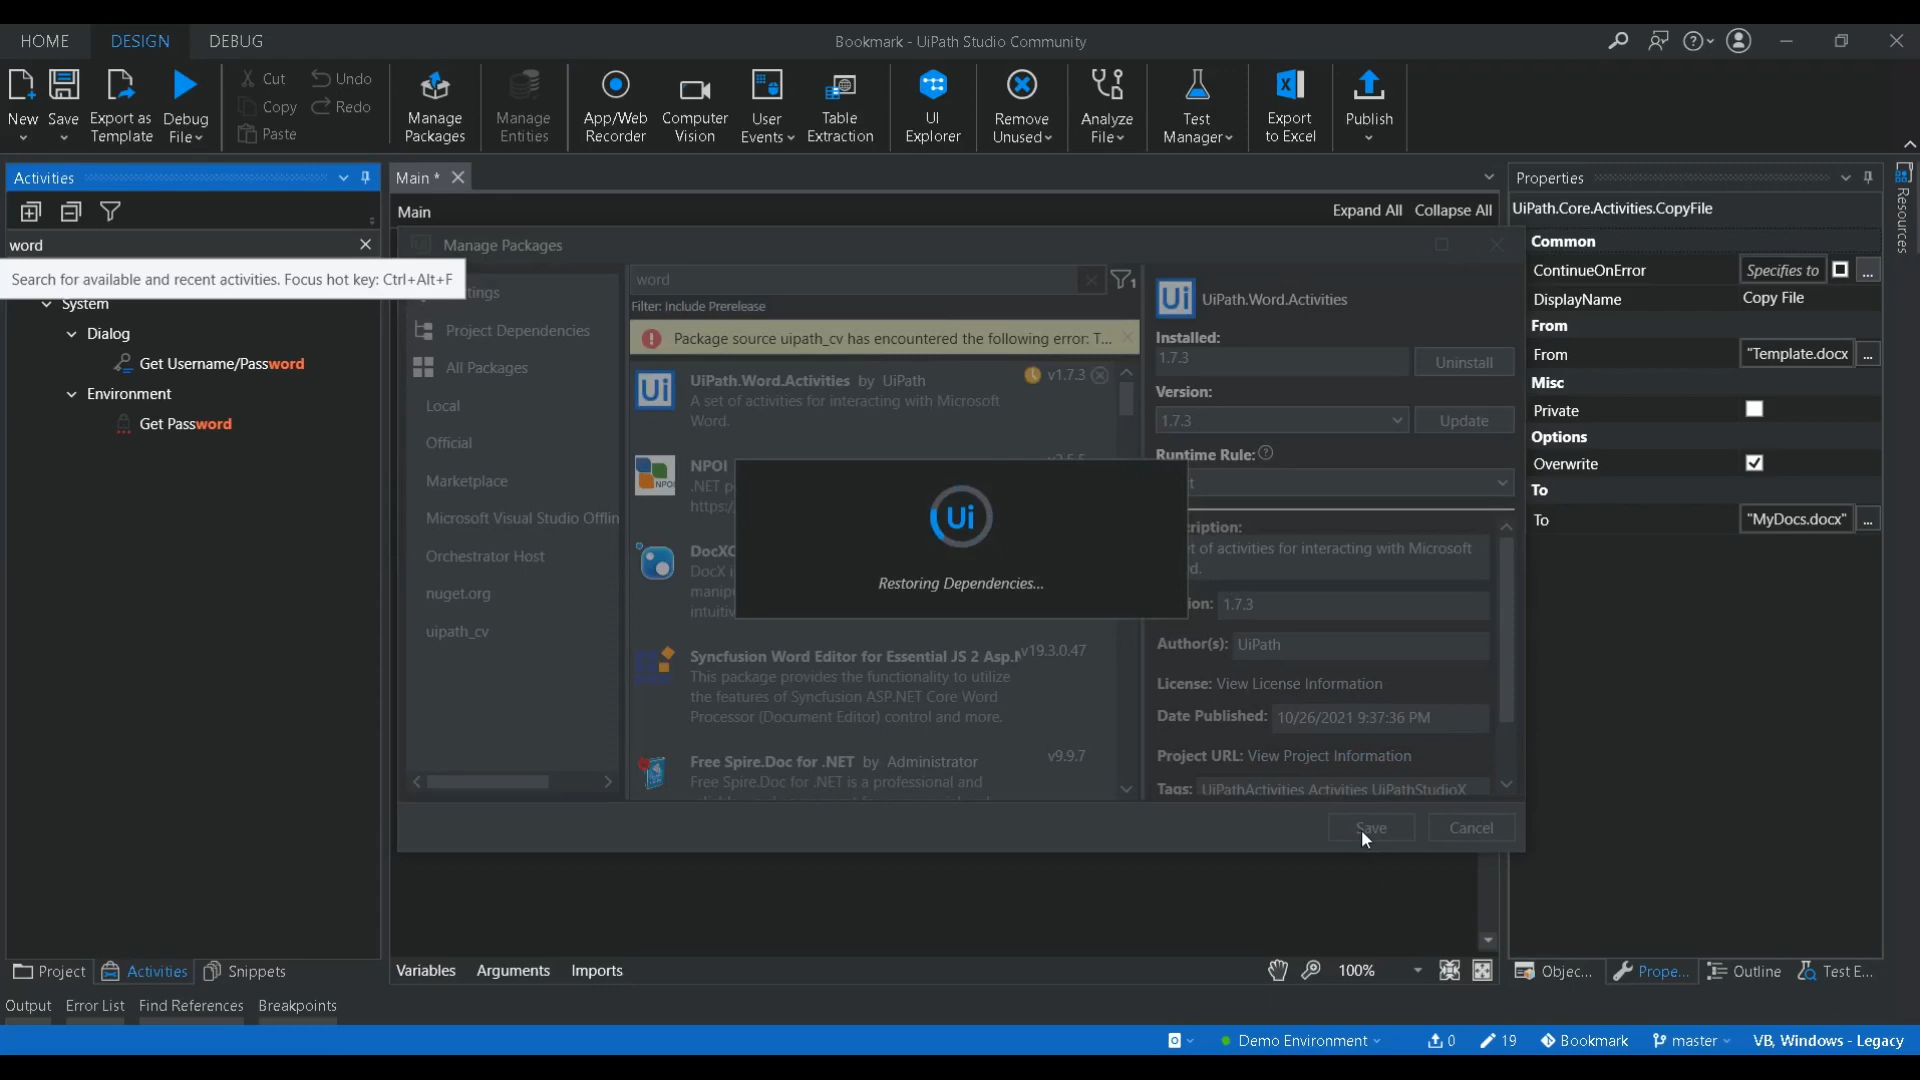 HOME
DESIGN
DEBUG
Bookmark - UiPath Studio Community
New
Save
Export as
Template
Debug
File
Cut
Copy
Paste
Undo
Redo
Manage
Packages
Manage
Entities
App/Web
Recorder
Computer
Vision
User
Events
Table
Extraction
UI
Explorer
Remove
Unused
Analyze
File
Test
Manager
Export
to Excel
Publish
Activities
word
Search for available and recent activities. Focus hot key: Ctrl+Alt+F
System
Dialog
Get Username/Password
Environment
Get Password
Main *
Main
Expand All
Collapse All
Manage Packages
Project Dependencies
All Packages
Local
Official
Marketplace
Microsoft Visual Studio Offlin
Orchestrator Host
nuget.org
uipath_cv
word
Filter: Include Prerelease
Package source uipath_cv has encountered the following error: T...
UiPath.Word.Activities by UiPath
v1.7.3
A set of activities for interacting with Microsoft
Word.
NPOI
.NET
https:/
DocX
manip
intuitiv
Syncfusion Word Editor for Essential JS 2 Asp.
v19.3.0.47
This package provides the functionality to utilize
the features of Syncfusion ASP.NET Core Word
Processor (Document Editor) control and more.
Free Spire.Doc for .NET by Administrator
v9.9.7
Free Spire.Doc for .NET is a professional and
Ui
Restoring Dependencies...
Ui UiPath.Word.Activities
Installed:
1.7.3
Uninstall
Version:
1.7.3
Update
Runtime Rule:
t of activities for interacting with Microsoft
1.7.3
Author(s): UiPath
License: View License Information
Date Published: 10/26/2021 9:37:36 PM
Project URL: View Project Information
Tags: UiPathActivities Activities UiPathStudioX
Save
Cancel
Properties
UiPath.Core.Activities.CopyFile
Common
ContinueOnError
Specifies to
...
DisplayName
Copy File
From
From
"Template.docx
...
Misc
Private
Options
Overwrite
To
To
"MyDocs.docx"
...
Resources
Project
Activities
Snippets
Variables
Arguments
Imports
100%
Objec...
Prope...
Outline
Test E...
Output
Error List
Find References
Breakpoints
Demo Environment
0
19
Bookmark
master
VB, Windows - Legacy